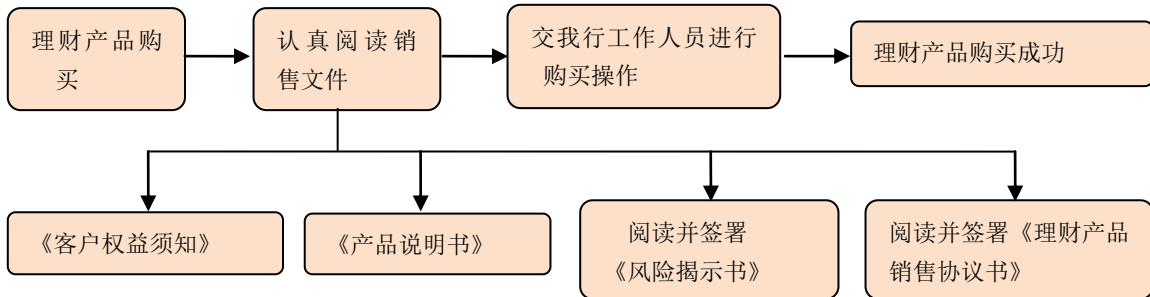 理财产品购
买
认真阅读销
售文件
交我行工作人员进行
购买操作
理财产品购买成功
《客户权益须知》
《产品说明书》
阅读并签署
《风险揭示书》
阅读并签署《理财产品
销售协议书》